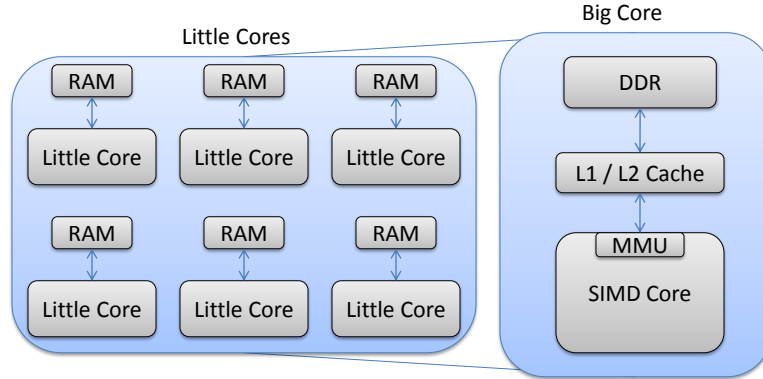 Little Cores
RAM RAM RAM
Little Core Little Core Little Core
RAM RAM RAM
Little Core Little Core Little Core
Big Core
DDR
L1 / L2 Cache
MMU
SIMD Core